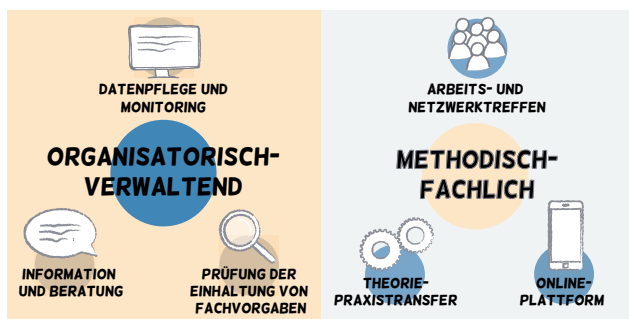 DATENPFLEGE UND
MONITORING
ORGANISATORISCH-
VERWALTEND
INFORMATION
UND BERATUNG
PRÜFUNG DER
EINHALTUNG VON
FACHVORGABEN
ARBEITS- UND
NETZWERKTREFFEN
METHODISCH-
FACHLICH
THEORIE-
PRAXISTRANSFER
ONLINE-
PLATTFORM